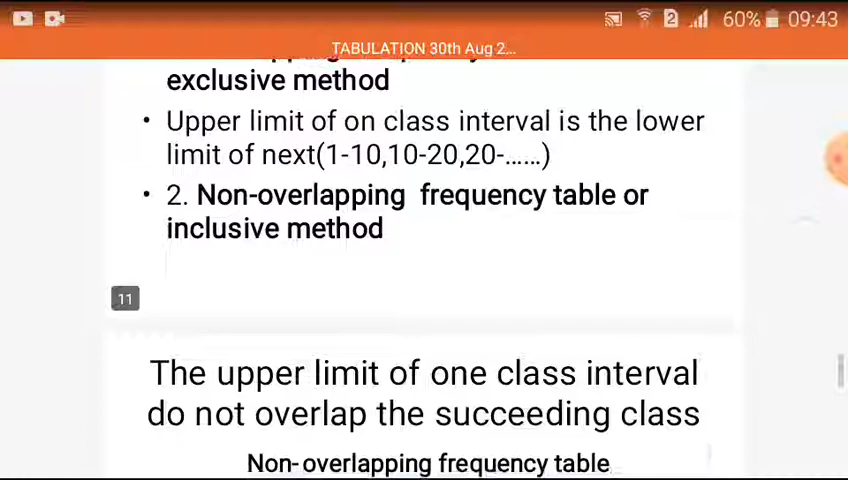 60% 09:43
TABULATION 30th Aug 2...
exclusive method
• Upper limit of on class interval is the lower
limit of next(1-10,10-20,20-......)
• 2. Non-overlapping frequency table or
inclusive method
11
The upper limit of one class interval
do not overlap the succeeding class
Non-overlapping frequency table